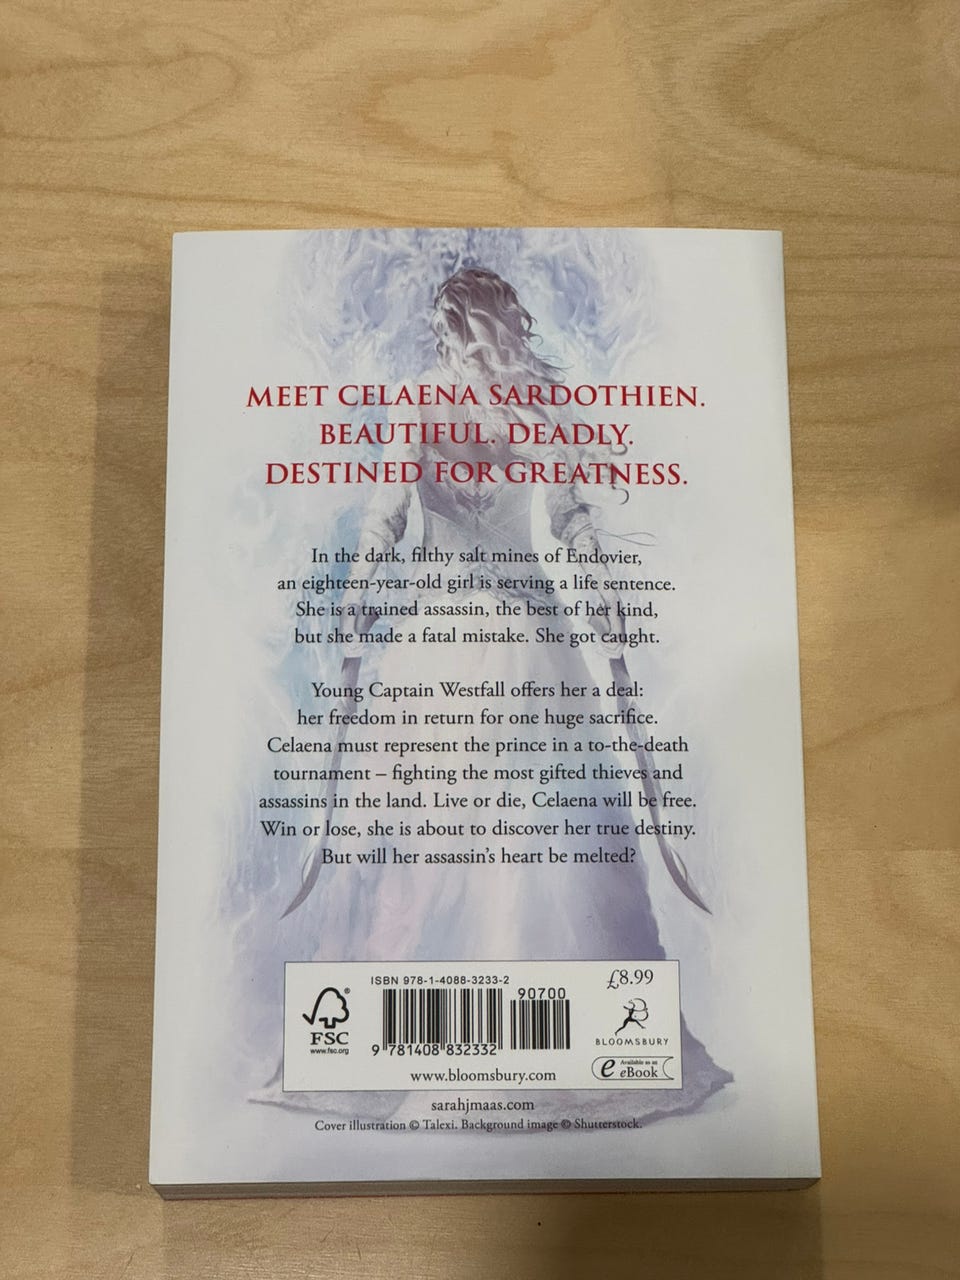 MEET CELAENA SARDOTHIEN.
BEAUTIFUL. DEADLY.
DESTINED FOR GREATNESS.
In the dark, filthy salt mines of Endovier,
an eighteen-year-old girl is serving a life sentence.
She is a trained assassin, the best of her kind,
but she made a fatal mistake. She got caught.
Young Captain Westfall offers her a deal:
her freedom in return for one huge sacrifice.
Celaena must represent the prince in a to-the-death
tournament – fighting the most gifted thieves and
assassins in the land. Live or die, Celaena will be free.
Win or lose, she is about to discover her true destiny.
But will her assassin's heart be melted?
ISBN 978-1-4088-3233-2
90700
9 781408 832332
£8.99
FSC
®
www.fsc.org
BLOOMSBURY
www.bloomsbury.com
e
Available as an
eBook
sarahjmaas.com
Cover illustration © Talexi. Background image © Shutterstock.